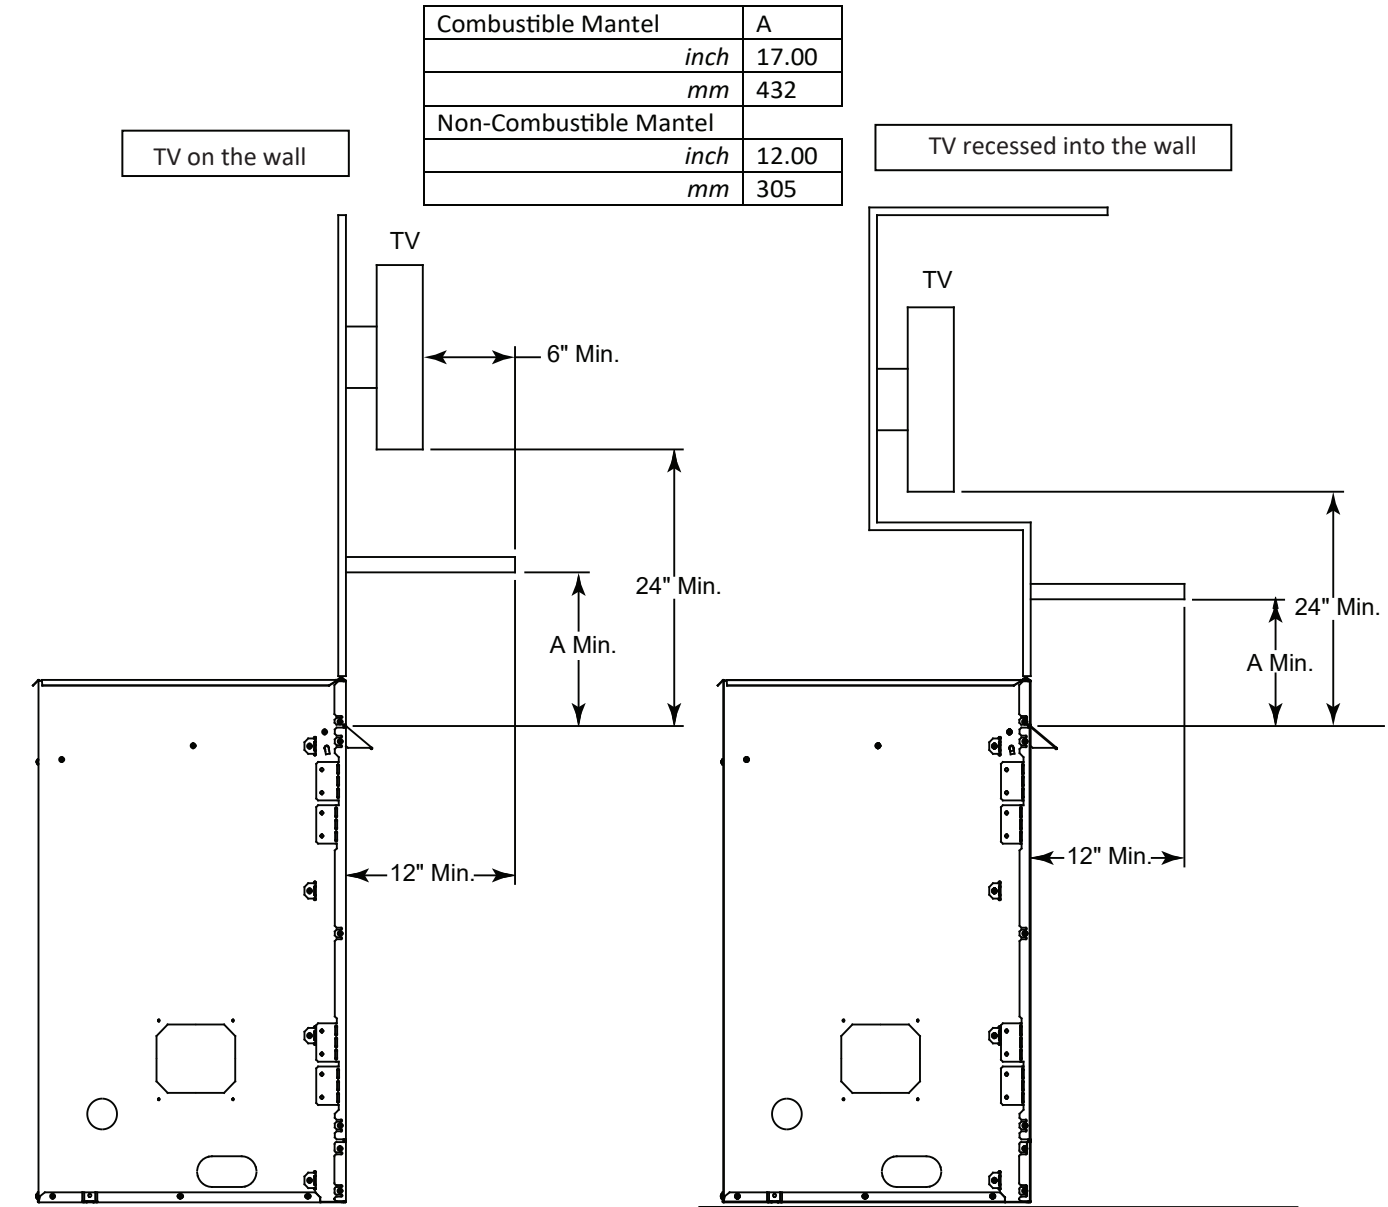 Combustible Mantel A
inch 17.00
mm 432
Non-Combustible Mantel
inch 12.00
mm 305
TV on the wall
TV recessed into the wall
TV
6" Min.
24" Min.
A Min.
12" Min.
TV
24" Min.
A Min.
12" Min.